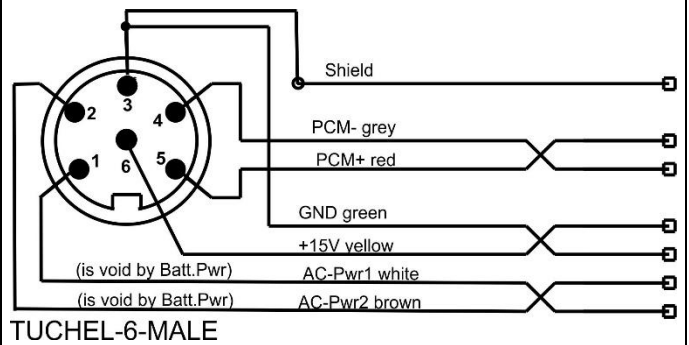 Shield
3
2
4
PCM- grey
1
6
5
PCM+ red
GND green
+15V yellow
(is void by Batt.Pwr) AC-Pwr1 white
(is void by Batt.Pwr) AC-Pwr2 brown
TUCHEL-6-MALE